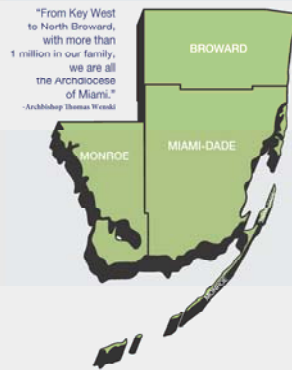 "From Key West
to North Broward,
with more than
1 million in our family,
we are all
the Archdiocese
of Miami."
-Archbishop Thomas Wenski
BROWARD
MIAMI-DADE
MONROE
MONROE